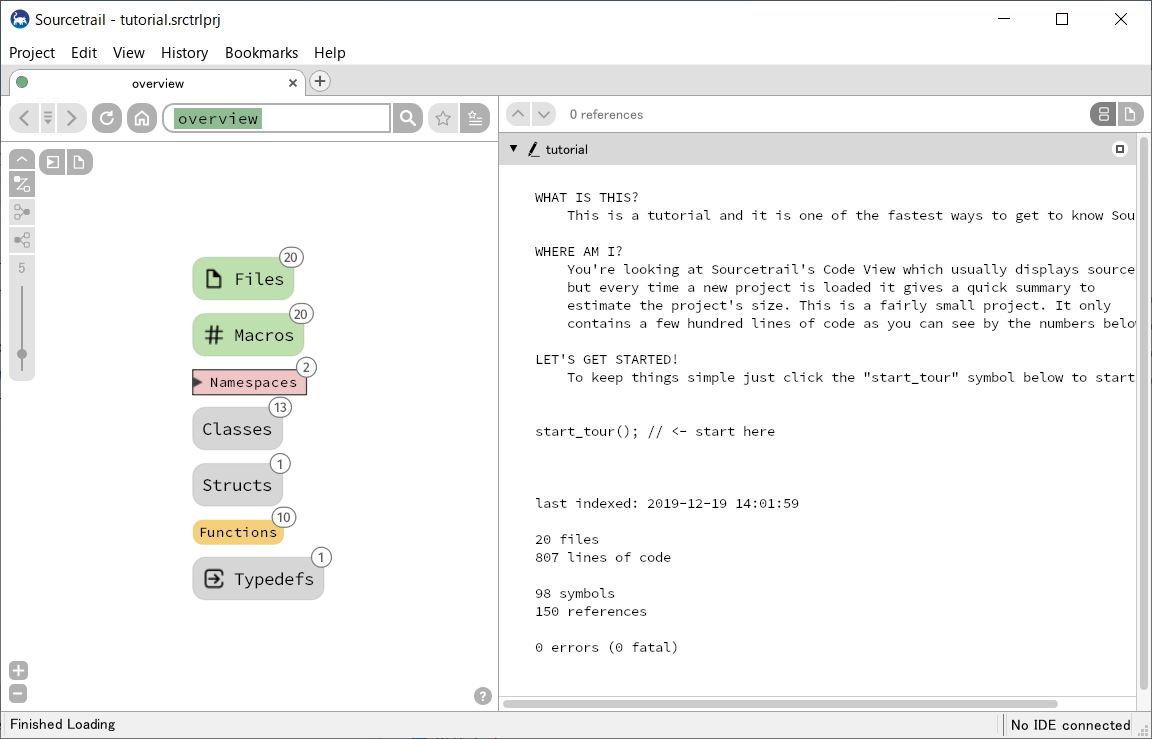 Sourcetrail - tutorial.srctrlprj
Project Edit View History Bookmarks Help
overview
overview
0 references
tutorial
5
20
Files
20
# Macros
2
Namespaces
13
Classes
1
Structs
10
Functions
1
Typedefs
WHAT IS THIS?
This is a tutorial and it is one of the fastest ways to get to know Sou
WHERE AM I?
You're looking at Sourcetrail's Code View which usually displays source
but every time a new project is loaded it gives a quick summary to
estimate the project's size. This is a fairly small project. It only
contains a few hundred lines of code as you can see by the numbers belo
LET'S GET STARTED!
To keep things simple just click the "start_tour" symbol below to start
start_tour(); // <- start here
last indexed: 2019-12-19 14:01:59
20 files
807 lines of code
98 symbols
150 references
0 errors (0 fatal)
?
Finished Loading
No IDE connected